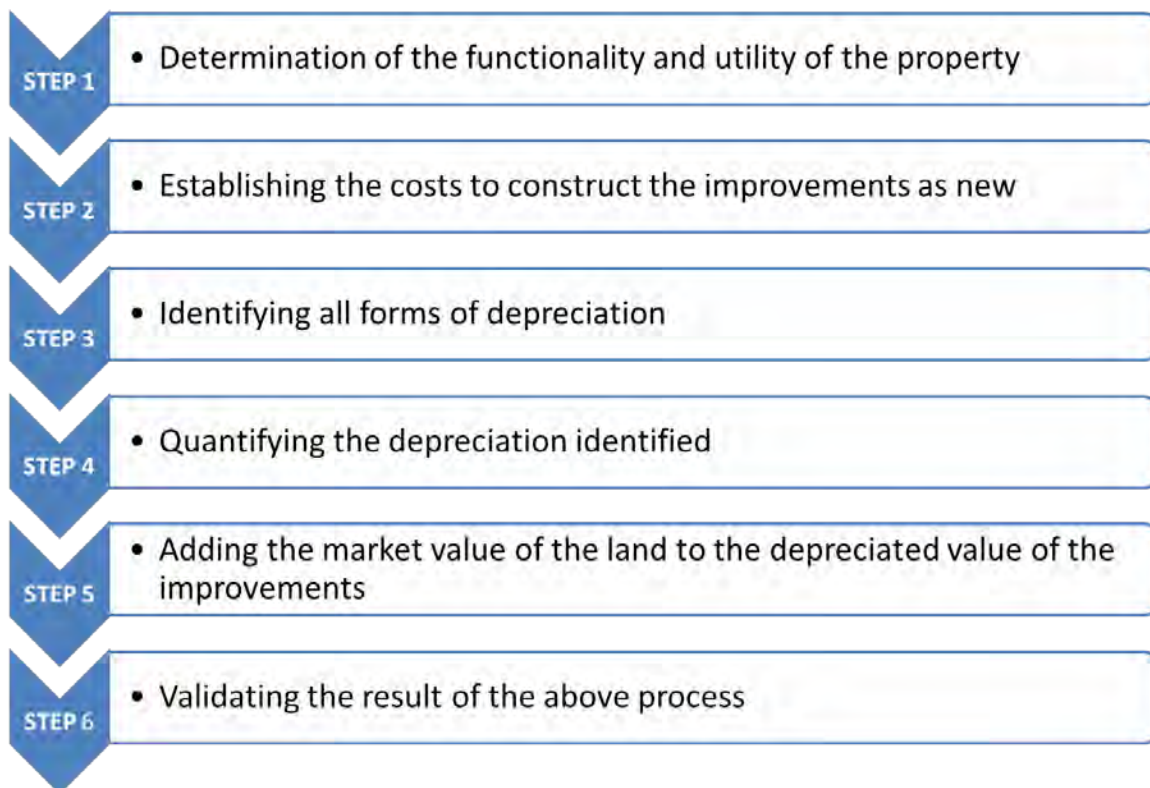 STEP 1
• Determination of the functionality and utility of the property
STEP 2
• Establishing the costs to construct the improvements as new
STEP 3
• Identifying all forms of depreciation
STEP 4
• Quantifying the depreciation identified
STEP 5
• Adding the market value of the land to the depreciated value of the
improvements
STEP 6
• Validating the result of the above process